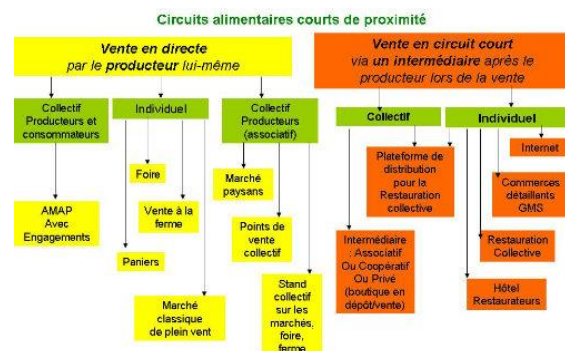 Circuits alimentaires courts de proximité
Vente en directe
par le producteur lui-même
Vente en circuit court
via un intermédiaire après le
producteur lors de la vente
Collectif
Producteurs et
consommateurs
Individuel
Collectif
Producteurs
(associatif)
Collectif
Individuel
AMAP
Avec
Engagements
Foire
Vente à la
ferme
Paniers
Marché
classique
de plein vent
Marché
paysans
Points de
vente
collectif
Stand
collectif
sur les
marchés,
foire,
ferme
Plateforme de
distribution
pour la
Restauration
collective
Intermédiaire
: Associatif
Ou Coopératif
Ou Privé
(boutique en
dépôt/vente)
Internet
Commerces
détaillants
GMS
Restauration
Collective
Hôtel
Restaurateurs